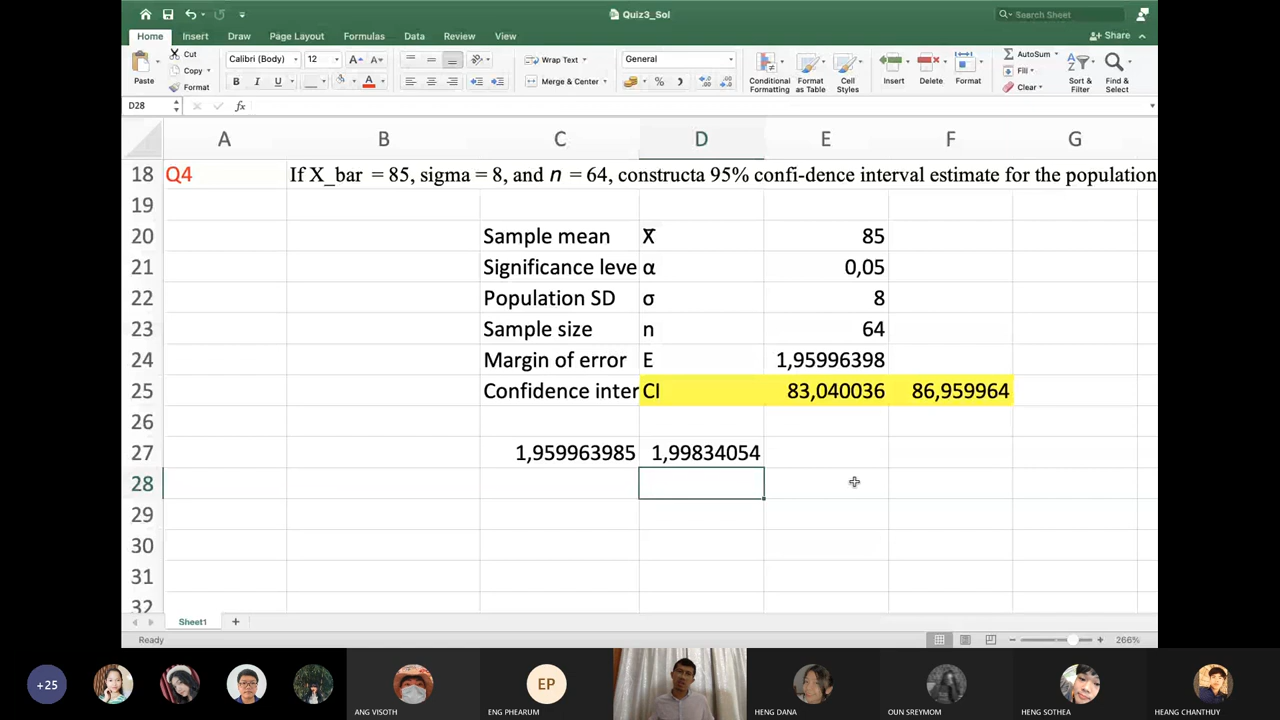 Quiz3_Sol
Search Sheet
Home Insert Draw Page Layout Formulas Data Review View
Share
Paste
Cut
Copy
Format
Calibri (Body) 12
B I U
Wrap Text
Merge & Center
General
Conditional Formatting
Format as Table
Cell Styles
Insert Delete Format
AutoSum
Fill
Clear
Sort & Filter
Find & Select
D28 fx
A B C D E F G
18 Q4 If X_bar = 85, sigma = 8, and n = 64, constructa 95% confi-dence interval estimate for the population
19
20 Sample mean X̅ 85
21 Significance leve α 0,05
22 Population SD σ 8
23 Sample size n 64
24 Margin of error E 1,95996398
25 Confidence inter CI 83,040036 86,959964
26
27 1,959963985 1,99834054
28
29
30
31
32
Sheet1 +
Ready
266%
+25
EP
ANG VISOTH
ENG PHEARUM
HENG DANA
OUN SREYMOM
HENG SOTHEA
HEANG CHANTHUY